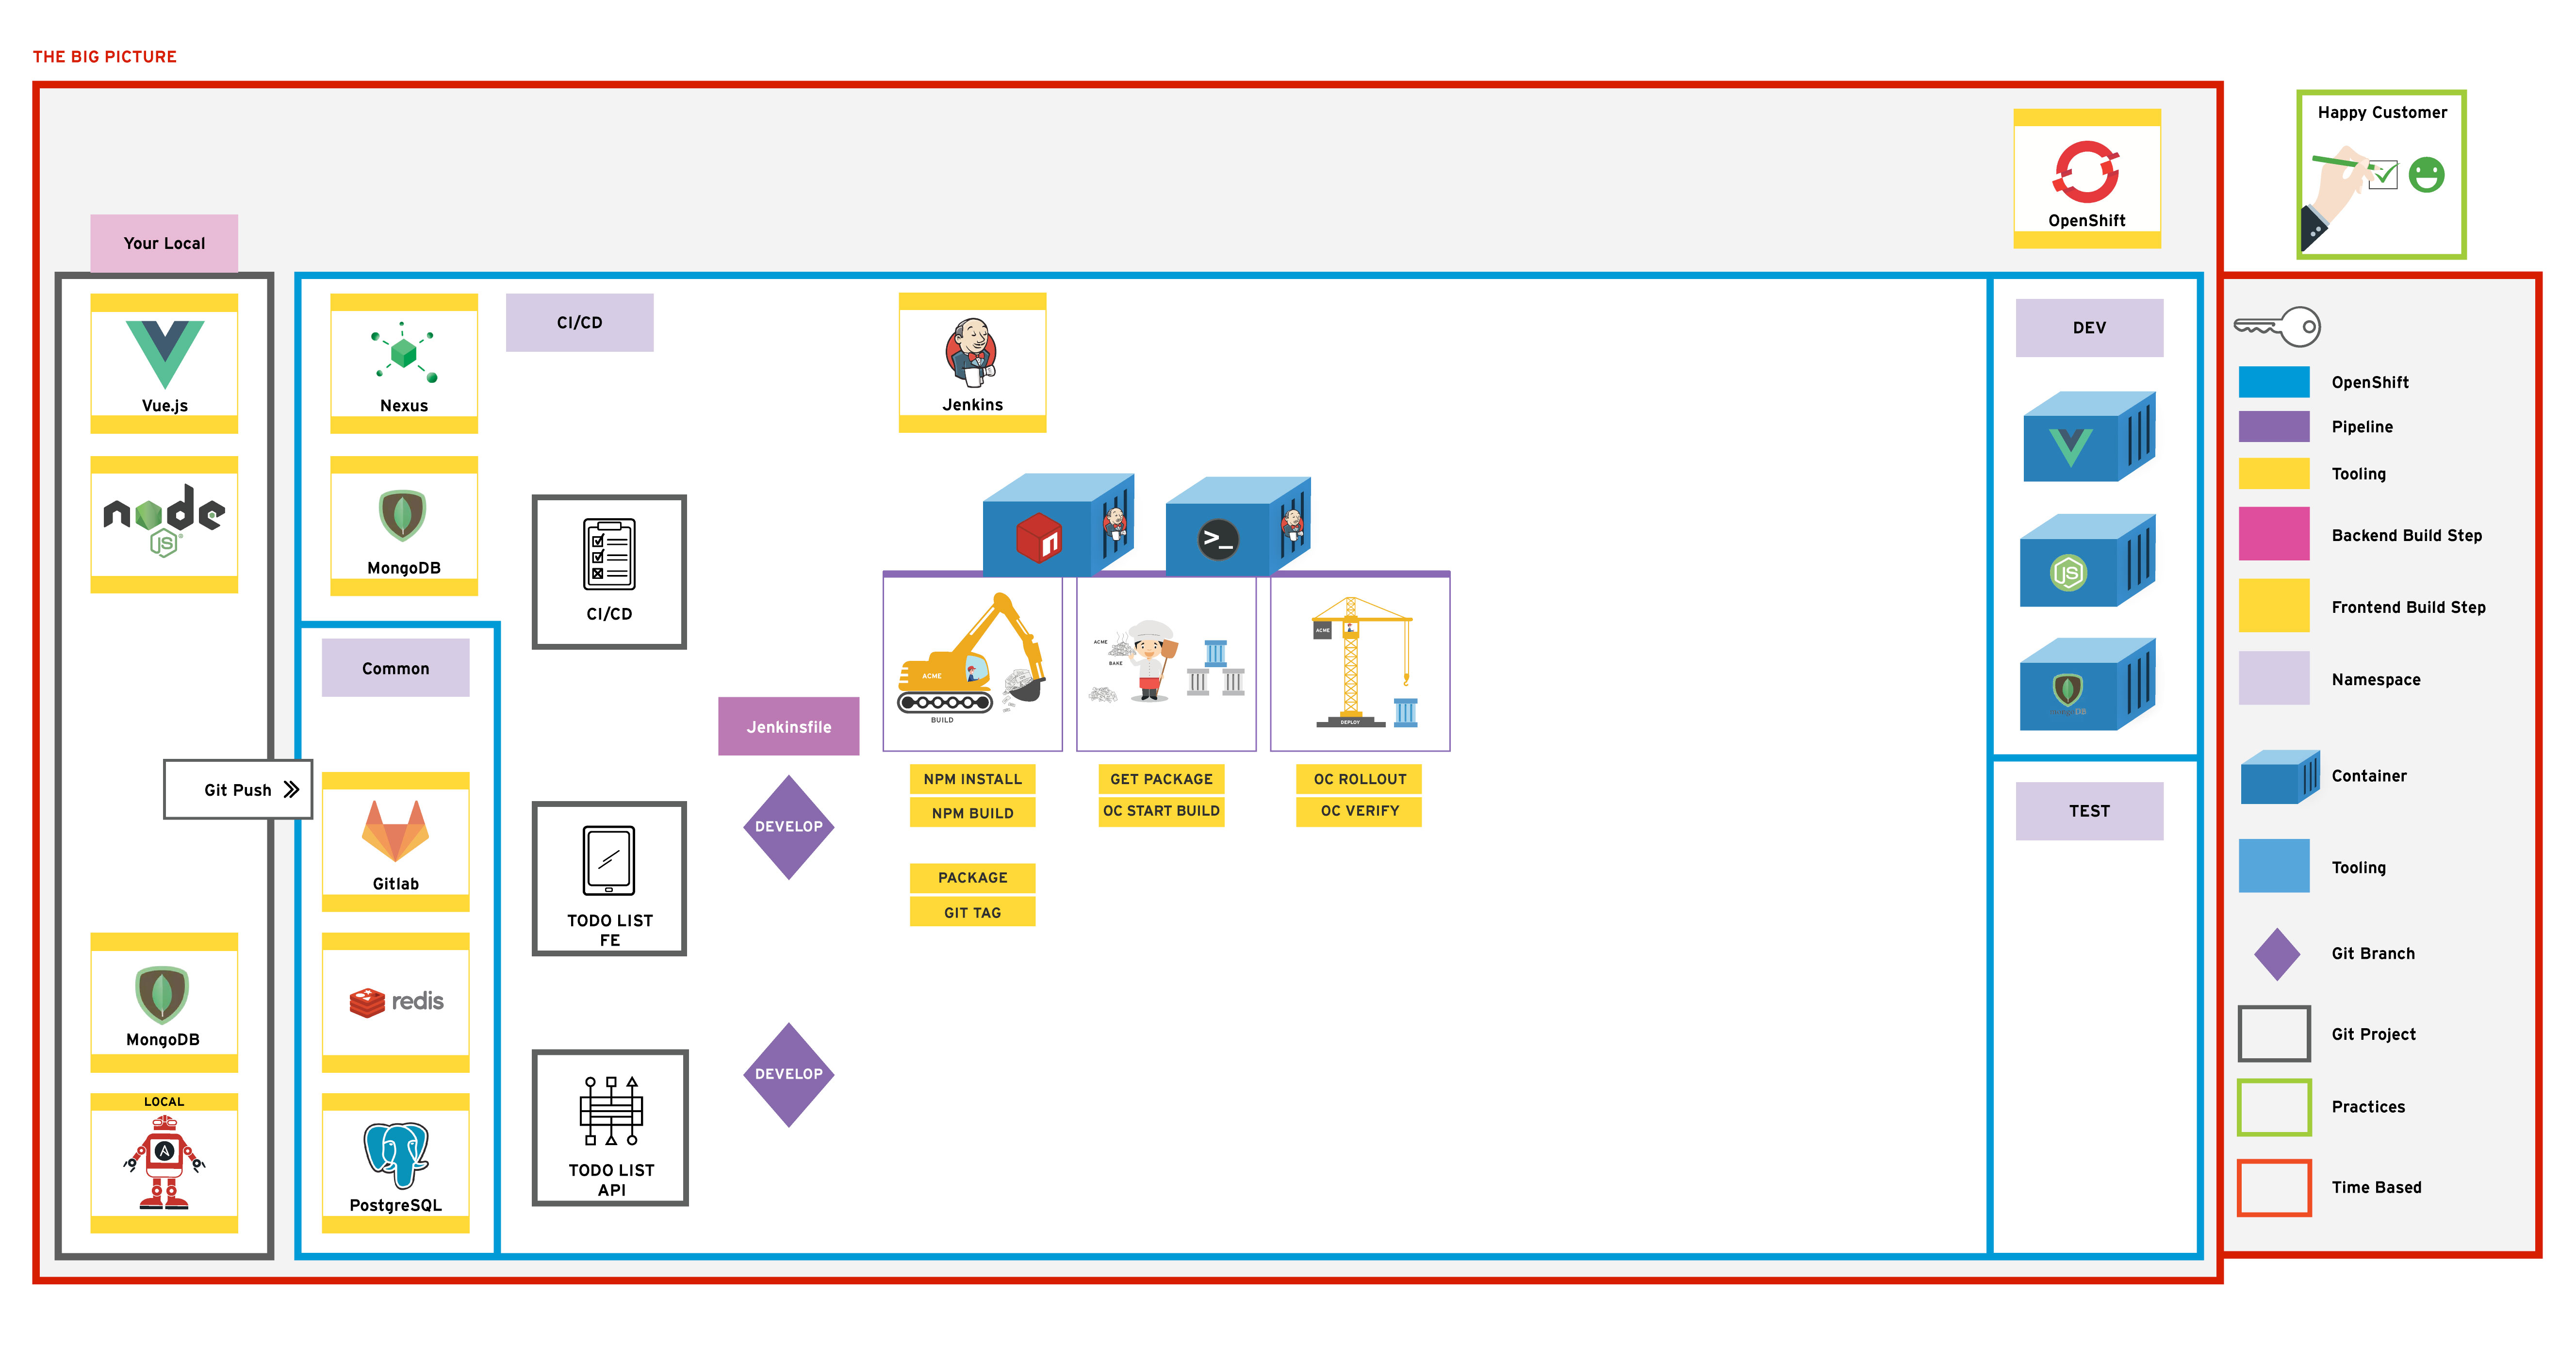 THE BIG PICTURE
OpenShift
Happy Customer
Your Local
Vue.js
node
JS
MongoDB
LOCAL
A
Git Push
Nexus
MongoDB
CI/CD
Common
Gitlab
redis
PostgreSQL
CI/CD
TODO LIST
FE
TODO LIST
API
Jenkinsfile
DEVELOP
DEVELOP
Jenkins
n
>_
ACME
BUILD
ACME
BAKE
ACME
DEPLOY
NPM INSTALL
NPM BUILD
PACKAGE
GIT TAG
GET PACKAGE
OC START BUILD
OC ROLLOUT
OC VERIFY
DEV
JS
TEST
OpenShift
Pipeline
Tooling
Backend Build Step
Frontend Build Step
Namespace
Container
Tooling
Git Branch
Git Project
Practices
Time Based